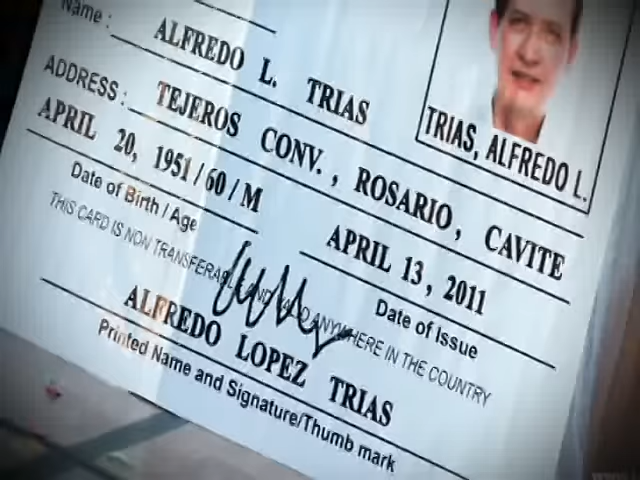 Name : ALFREDO L. TRIAS
TRIAS, ALFREDO L.
ADDRESS : TEJEROS CONV. , ROSARIO , CAVITE
APRIL 20, 1951 / 60 / M
Date of Birth / Age
APRIL 13 , 2011
Date of Issue
THIS CARD IS NON TRANSFERABLE AND VALID ANYWHERE IN THE COUNTRY
ALFREDO LOPEZ TRIAS
Printed Name and Signature/Thumb mark